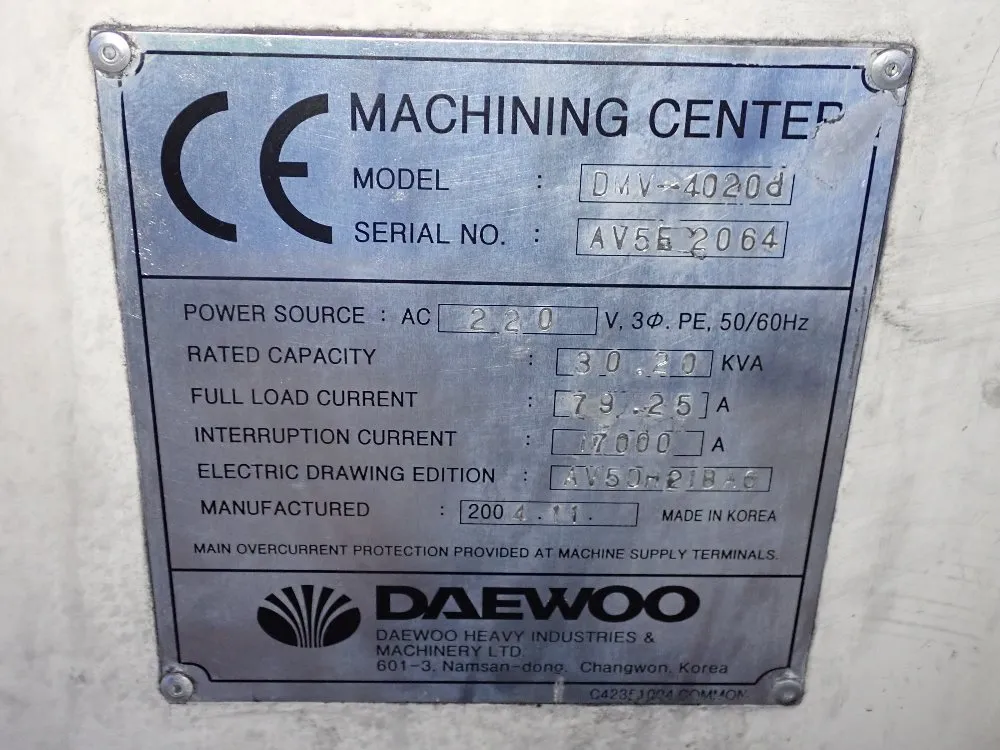 CE MACHINING CENTER
MODEL : DMV-4020d
SERIAL NO. : AV5E2064
POWER SOURCE : AC 220 V, 3Φ. PE, 50/60Hz
RATED CAPACITY : 30.20 KVA
FULL LOAD CURRENT : 79.25 A
INTERRUPTION CURRENT : 17000 A
ELECTRIC DRAWING EDITION :
MANUFACTURED : 2004.11. MADE IN KOREA
MAIN OVERCURRENT PROTECTION PROVIDED AT MACHINE SUPPLY TERMINALS.
DAEWOO
DAEWOO HEAVY INDUSTRIES &
MACHINERY LTD.
601-3, Namsan-dong, Changwon, Korea
COMMON